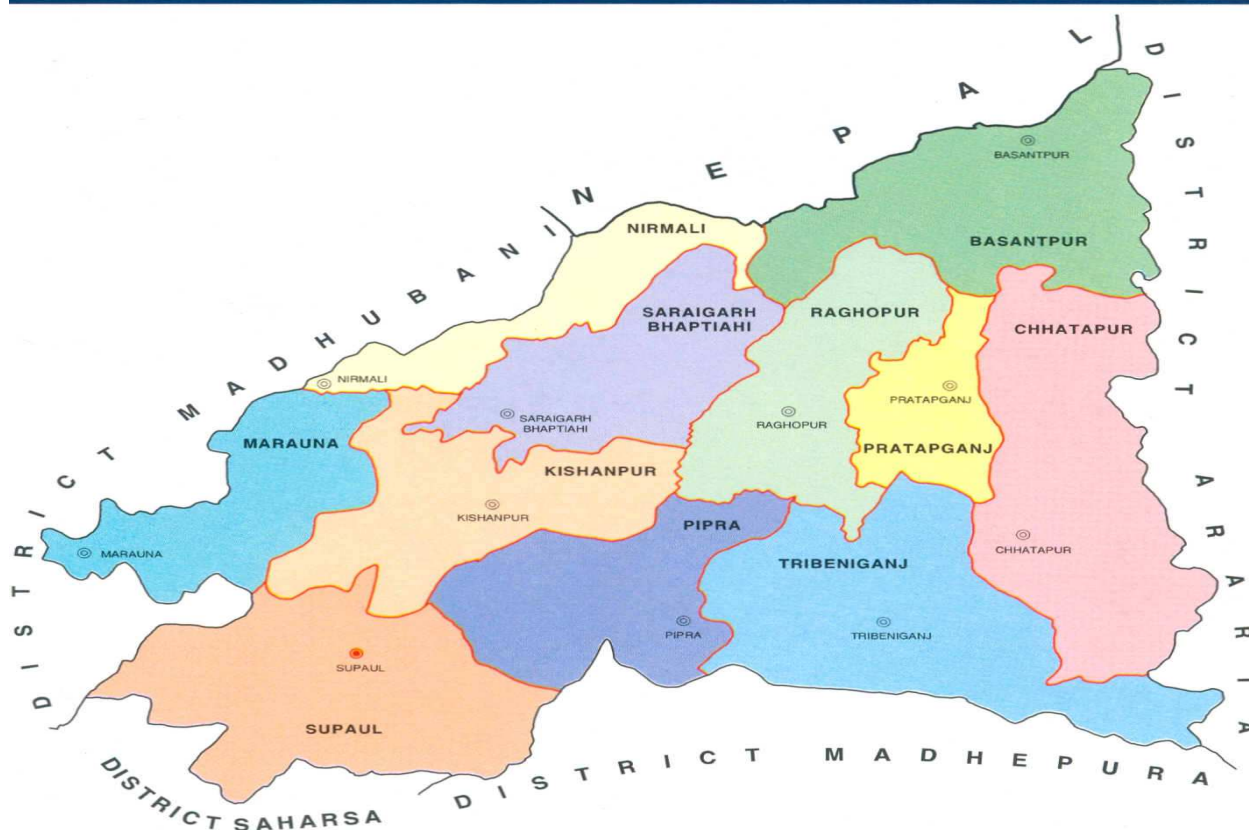 NEPAL
DISTRICT MADHUBANI
DISTRICT ARARIA
BASANTPUR
BASANTPUR
NIRMALI
NIRMALI
SARAIGARH
BHAPTIAHI
SARAIGARH
BHAPTIAHI
RAGHOPUR
RAGHOPUR
CHHATAPUR
CHHATAPUR
PRATAPGANJ
PRATAPGANJ
MARAUNA
MARAUNA
KISHANPUR
KISHANPUR
PIPRA
PIPRA
TRIBENIGANJ
TRIBENIGANJ
SUPAUL
SUPAUL
DISTRICT SAHARSA
DISTRICT MADHEPURA